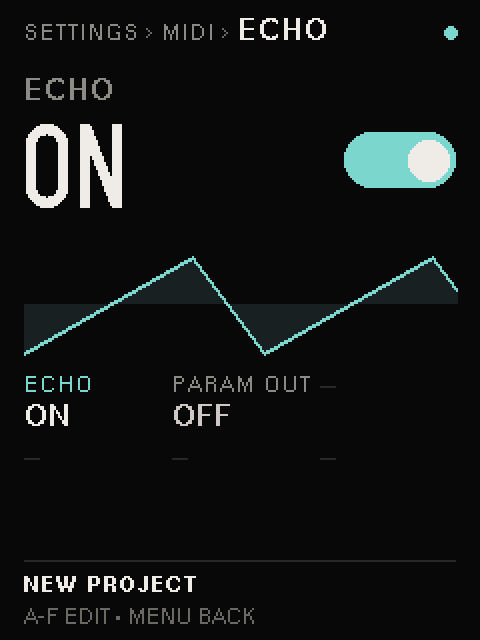 SETTINGS › MIDI › ECHO
ECHO
ON
ECHO PARAM OUT —
ON OFF
— — —
NEW PROJECT
A-F EDIT · MENU BACK